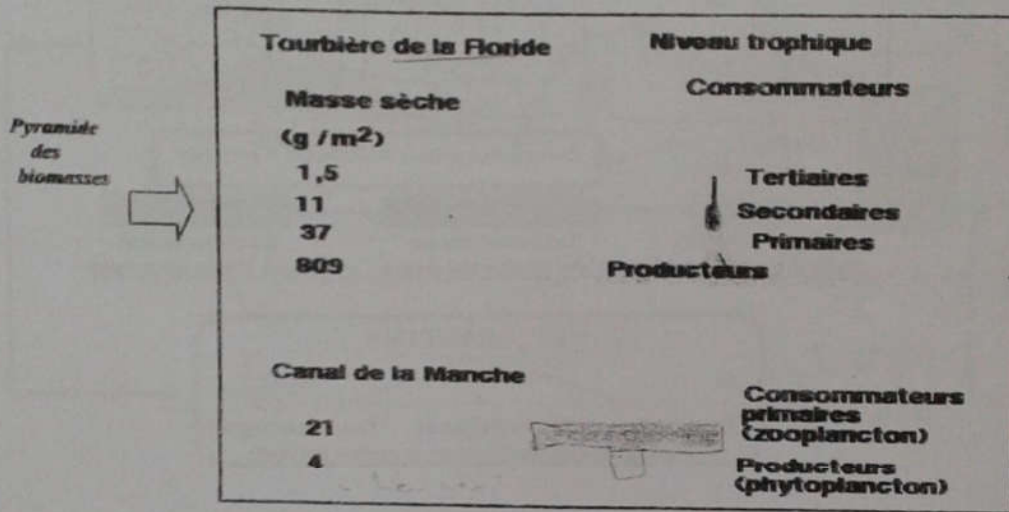 Pyramide
des
biomasses
Tourbière de la Floride
Niveau trophique
Consommateurs
Masse sèche
(g /m2)
1,5 Tertiaires
11 Secondaires
37 Primaires
809 Producteurs
Canal de la Manche
21 Consommateurs
primaires
(zooplancton)
4 Producteurs
(phytoplancton)